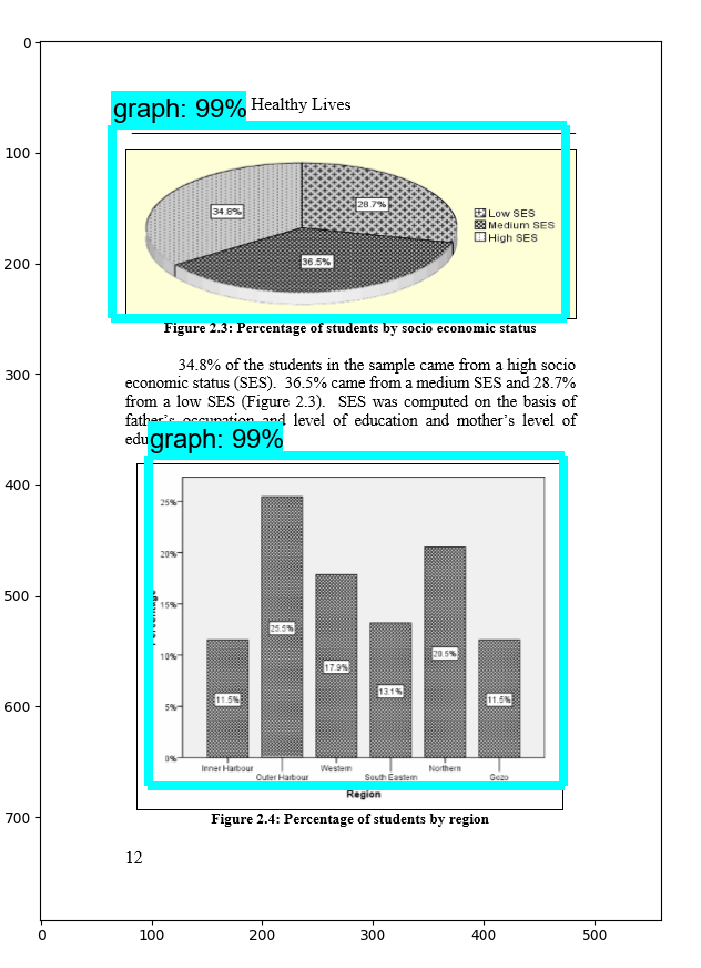 0
graph: 99% Healthy Lives
100
34.8%
28.7%
Low SES
Medium SES
High SES
36.5%
200
Figure 2.3: Percentage of students by socio economic status
300
34.8% of the students in the sample came from a high socio
economic status (SES). 36.5% came from a medium SES and 28.7%
from a low SES (Figure 2.3). SES was computed on the basis of
father's occupation and level of education and mother's level of
graph: 99%
400
25%
20%
15%
10%
5%
0%
Percentage
500
600
700
11.5%
25.5%
17.9%
13.1%
20.5%
11.5%
Inner Harbour
Outer Harbour
Western
South Eastern
Northern
Gozo
Region
Figure 2.4: Percentage of students by region
12
0 100 200 300 400 500